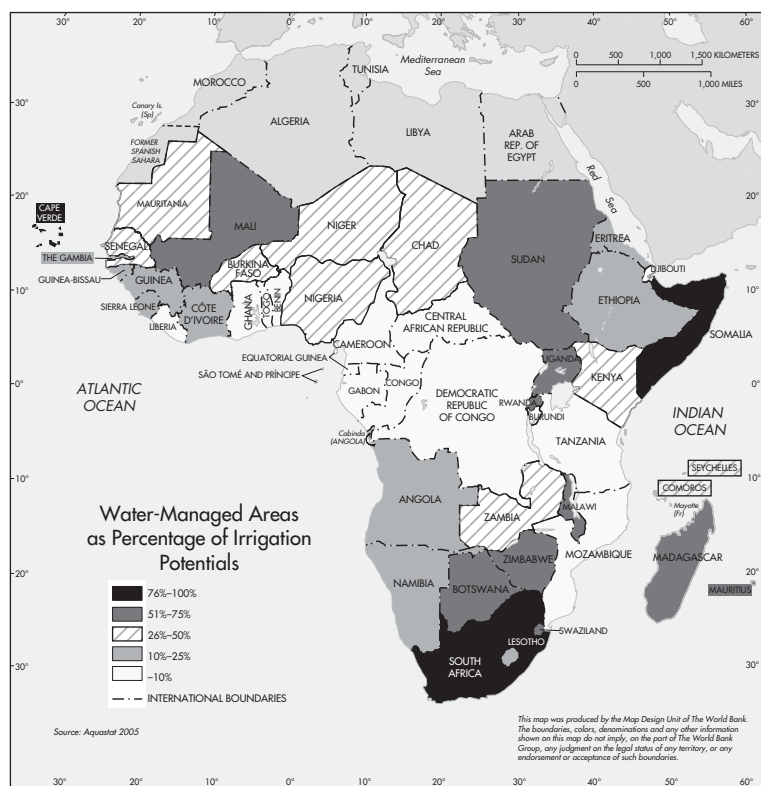 30° 20° 10° 0° 10° 20° 30° 40° 50° 60°
0 500 1,000 1,500 KILOMETERS
0 500 1,000 MILES
Mediterranean
Sea
TUNISIA
MOROCCO
Canary Is.
(Sp)
ALGERIA
LIBYA
ARAB
REP. OF
EGYPT
30°
30°
FORMER
SPANISH
SAHARA
Red
Sea
20°
20°
MAURITANIA
CAPE
VERDE
MALI
NIGER
CHAD
SUDAN
ERITREA
SENEGAL
THE GAMBIA
GUINEA-BISSAU
GUINEA
BURKINA
FASO
DJIBOUTI
10°
10°
SIERRA LEONE
LIBERIA
CÔTE
D'IVOIRE
GHANA
TOGO
BENIN
NIGERIA
ETHIOPIA
SOMALIA
CENTRAL
AFRICAN REPUBLIC
CAMEROON
EQUATORIAL GUINEA
SÃO TOMÉ AND PRÍNCIPE
GABON
CONGO
DEMOCRATIC
REPUBLIC
OF CONGO
UGANDA
KENYA
RWANDA
BURUNDI
TANZANIA
0°
0°
ATLANTIC
OCEAN
INDIAN
OCEAN
Cabinda
(ANGOLA)
SEYCHELLES
COMOROS
Mayotte
(Fr)
10°
10°
ANGOLA
ZAMBIA
MALAWI
MOZAMBIQUE
ZIMBABWE
MADAGASCAR
MAURITIUS
NAMIBIA
BOTSWANA
20°
20°
SWAZILAND
LESOTHO
SOUTH
AFRICA
30°
30°
Water-Managed Areas
as Percentage of Irrigation
Potentials
76%–100%
51%–75%
26%–50%
10%–25%
–10%
INTERNATIONAL BOUNDARIES
Source: Aquastat 2005
This map was produced by the Map Design Unit of The World Bank.
The boundaries, colors, denominations and any other information
shown on this map do not imply, on the part of The World Bank
Group, any judgment on the legal status of any territory, or any
endorsement or acceptance of such boundaries.
30° 20° 10° 0° 10° 20° 30° 40° 50° 60°